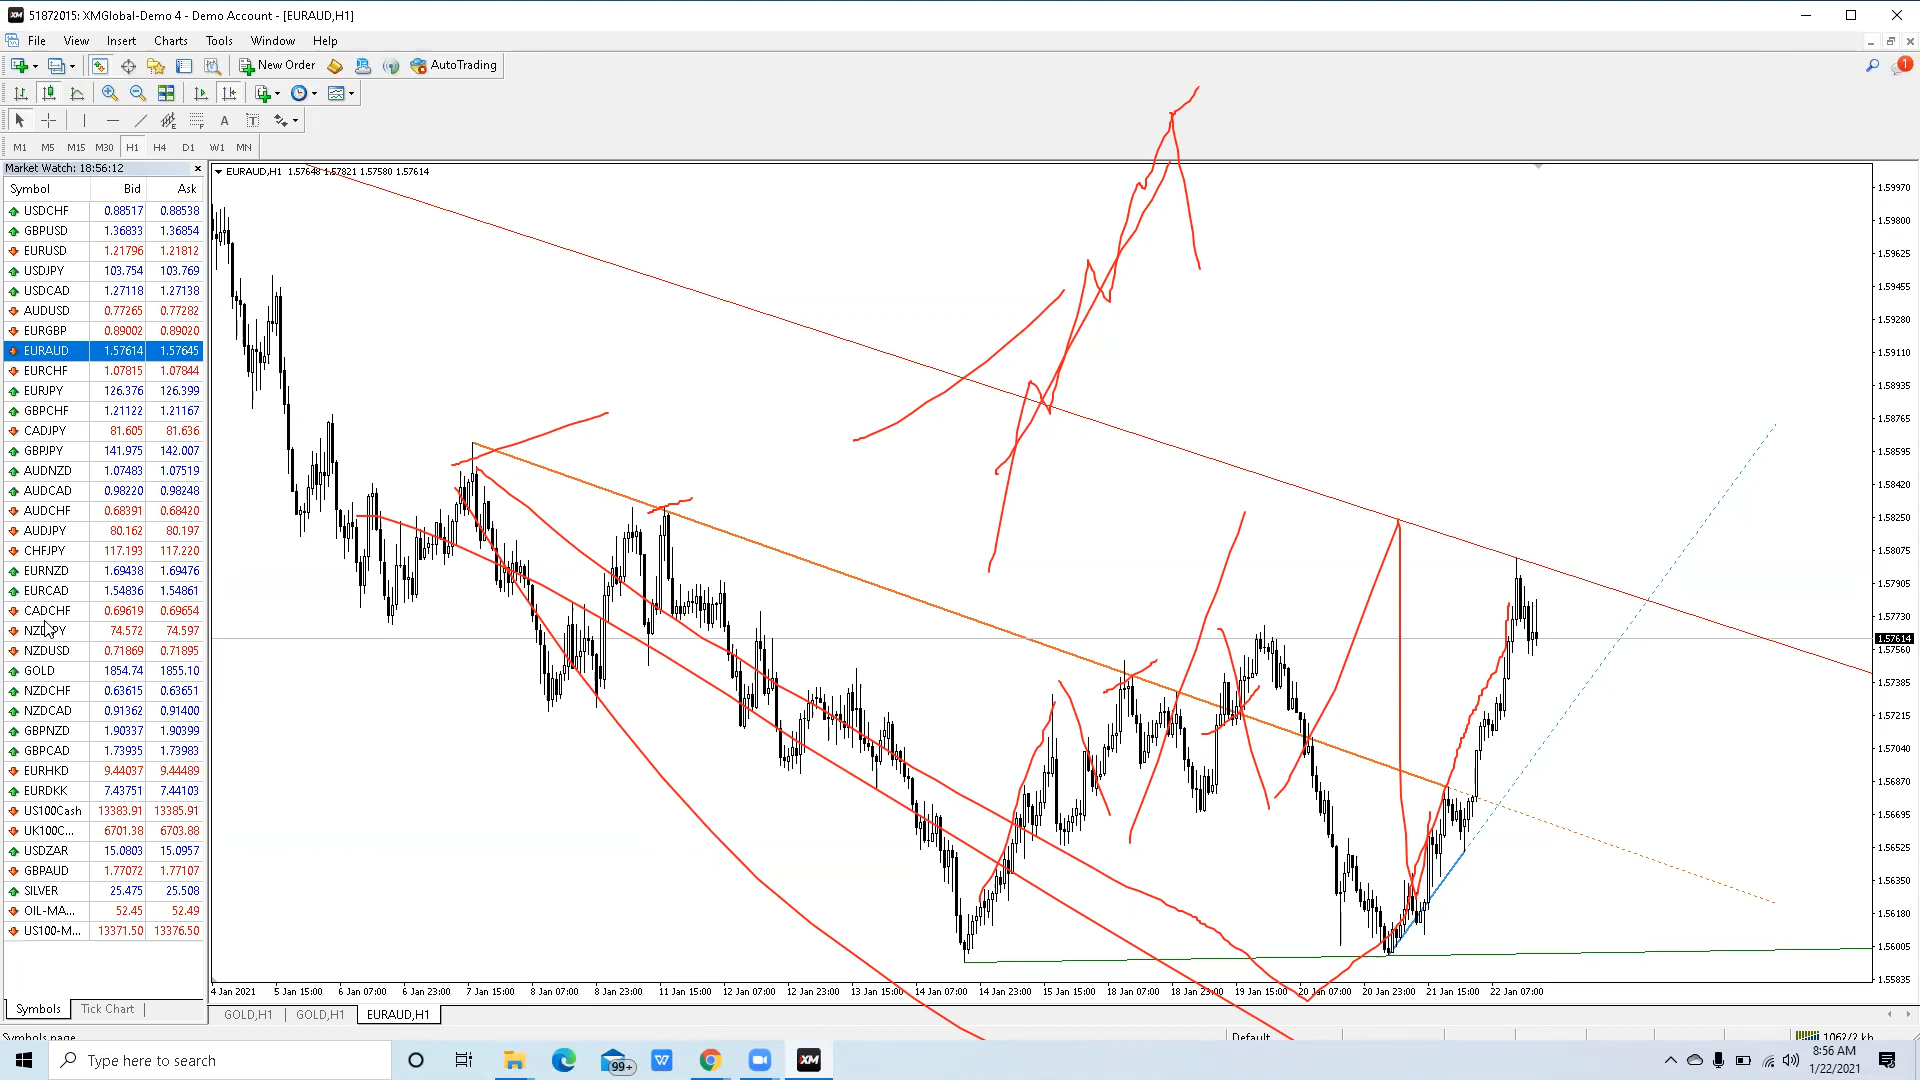 51872015: XMGlobal-Demo 4 - Demo Account - [EURAUD,H1]
File View Insert Charts Tools Window Help
New Order AutoTrading 1
A T
M1 M5 M15 M30 H1 H4 D1 W1 MN
Market Watch: 18:56:12
EURAUD,H1 1.57648 1.57821 1.57580 1.57614
Symbol Bid Ask
USDCHF 0.88517 0.88538
GBPUSD 1.36833 1.36854
EURUSD 1.21796 1.21812
USDJPY 103.754 103.769
USDCAD 1.27118 1.27138
AUDUSD 0.77265 0.77282
EURGBP 0.89002 0.89020
EURAUD 1.57614 1.57645
EURCHF 1.07815 1.07844
EURJPY 126.376 126.399
GBPCHF 1.21122 1.21167
CADJPY 81.605 81.636
GBPJPY 141.975 142.007
AUDNZD 1.07483 1.07519
AUDCAD 0.98220 0.98248
AUDCHF 0.68391 0.68420
AUDJPY 80.162 80.197
CHFJPY 117.193 117.220
EURNZD 1.69438 1.69476
EURCAD 1.54836 1.54861
CADCHF 0.69619 0.69654
NZDJPY 74.572 74.597
NZDUSD 0.71869 0.71895
GOLD 1854.74 1855.10
NZDCHF 0.63615 0.63651
NZDCAD 0.91362 0.91400
GBPNZD 1.90337 1.90399
GBPCAD 1.73935 1.73983
EURHKD 9.44037 9.44489
EURDKK 7.43751 7.44103
US100Cash 13383.91 13385.91
UK100C... 6701.38 6703.88
USDZAR 15.0803 15.0957
GBPAUD 1.77072 1.77107
SILVER 25.475 25.508
OIL-MA... 52.45 52.49
US100-M... 13371.50 13376.50
1.59970
1.59800
1.59625
1.59455
1.59280
1.59110
1.58935
1.58765
1.58595
1.58420
1.58250
1.58075
1.57905
1.57730
1.57614
1.57560
1.57385
1.57215
1.57040
1.56870
1.56695
1.56525
1.56350
1.56180
1.56005
1.55835
4 Jan 2021 5 Jan 15:00 6 Jan 07:00 6 Jan 23:00 7 Jan 15:00 8 Jan 07:00 8 Jan 23:00 11 Jan 15:00 12 Jan 07:00 12 Jan 23:00 13 Jan 15:00 14 Jan 07:00 14 Jan 23:00 15 Jan 15:00 18 Jan 07:00 18 Jan 23:00 19 Jan 15:00 20 Jan 07:00 20 Jan 23:00 21 Jan 15:00 22 Jan 07:00
Symbols Tick Chart
GOLD,H1 GOLD,H1 EURAUD,H1
Symbols page Default 1062/2 kb
Type here to search
99+
W
XM
8:56 AM
1/22/2021